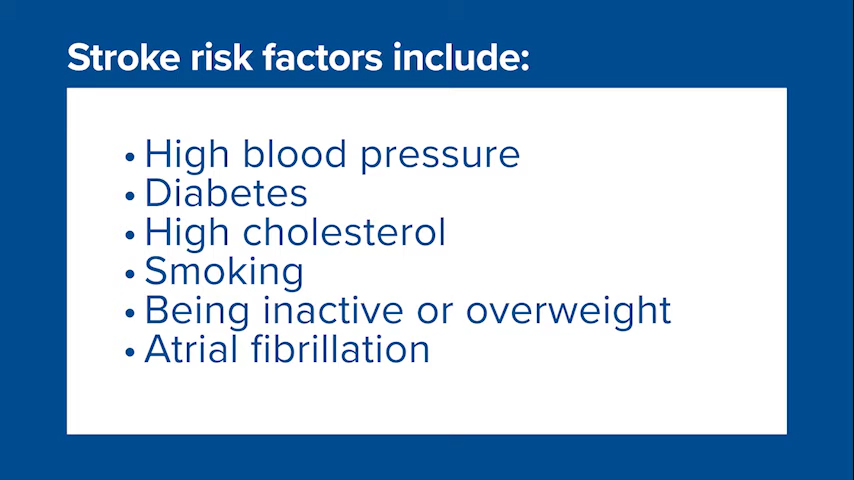 Stroke risk factors include:
• High blood pressure
• Diabetes
• High cholesterol
• Smoking
• Being inactive or overweight
• Atrial fibrillation